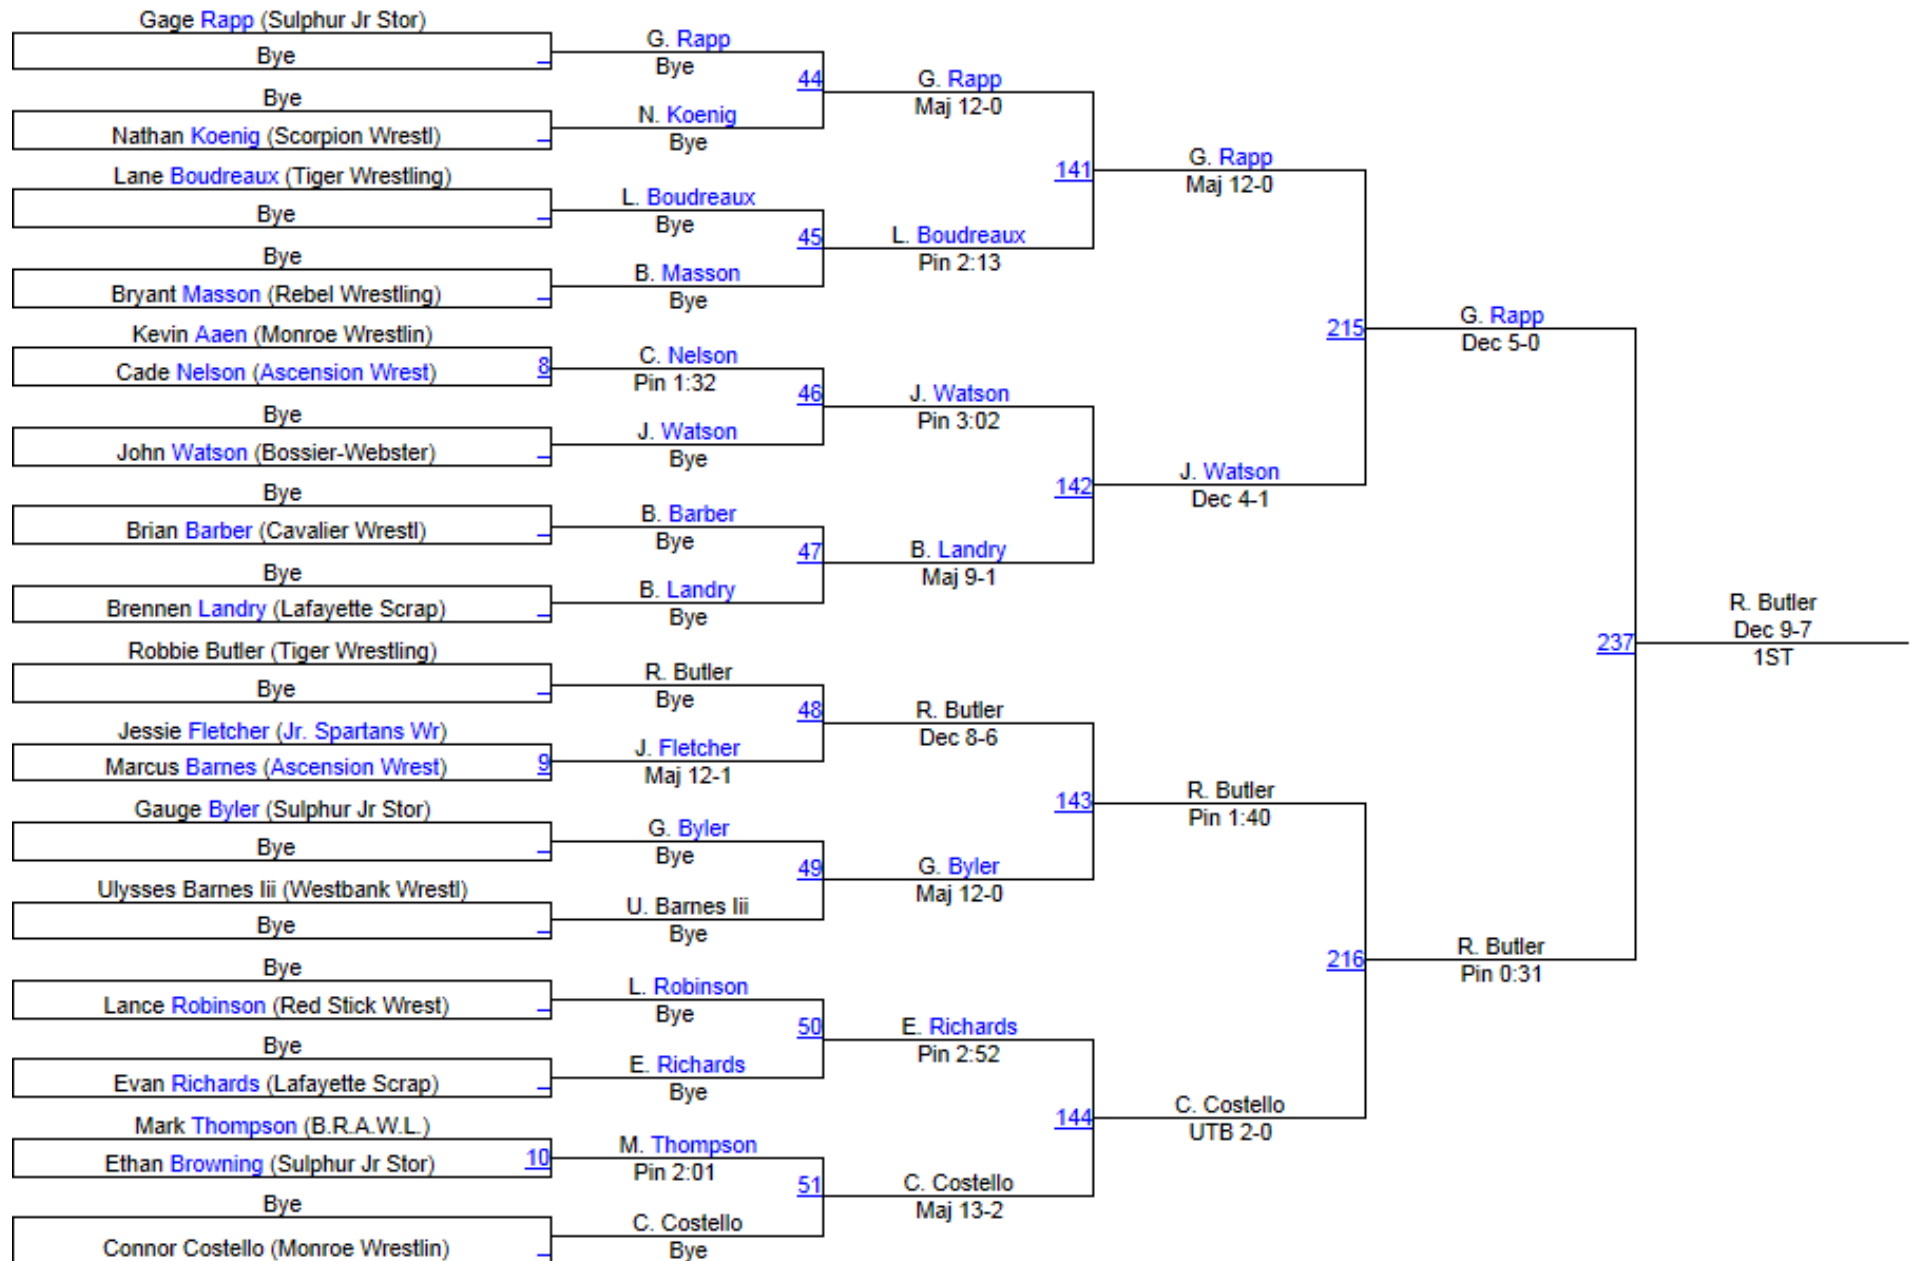 Gage Rapp (Sulphur Jr Stor)
Bye
Bye
Nathan Koenig (Scorpion Wrestl)
Lane Boudreaux (Tiger Wrestling)
Bye
Bye
Bryant Masson (Rebel Wrestling)
Kevin Aaen (Monroe Wrestlin)
Cade Nelson (Ascension Wrest) 8
Bye
John Watson (Bossier-Webster)
Bye
Brian Barber (Cavalier Wrestl)
Bye
Brennen Landry (Lafayette Scrap)
Robbie Butler (Tiger Wrestling)
Bye
Jessie Fletcher (Jr. Spartans Wr)
Marcus Barnes (Ascension Wrest) 9
Gauge Byler (Sulphur Jr Stor)
Bye
Ulysses Barnes Iii (Westbank Wrestl)
Bye
Bye
Lance Robinson (Red Stick Wrest)
Bye
Evan Richards (Lafayette Scrap)
Mark Thompson (B.R.A.W.L.)
Ethan Browning (Sulphur Jr Stor) 10
Bye
Connor Costello (Monroe Wrestlin)
G. Rapp
Bye
44
N. Koenig
Bye
L. Boudreaux
Bye
45
B. Masson
Bye
C. Nelson
Pin 1:32
46
J. Watson
Bye
B. Barber
Bye
47
B. Landry
Bye
R. Butler
Bye
48
J. Fletcher
Maj 12-1
G. Byler
Bye
49
U. Barnes Iii
Bye
L. Robinson
Bye
50
E. Richards
Bye
M. Thompson
Pin 2:01
51
C. Costello
Bye
G. Rapp
Maj 12-0
141
L. Boudreaux
Pin 2:13
J. Watson
Pin 3:02
142
B. Landry
Maj 9-1
R. Butler
Dec 8-6
143
G. Byler
Maj 12-0
E. Richards
Pin 2:52
144
C. Costello
Maj 13-2
G. Rapp
Maj 12-0
215
J. Watson
Dec 4-1
R. Butler
Pin 1:40
216
C. Costello
UTB 2-0
G. Rapp
Dec 5-0
237
R. Butler
Pin 0:31
R. Butler
Dec 9-7
1ST